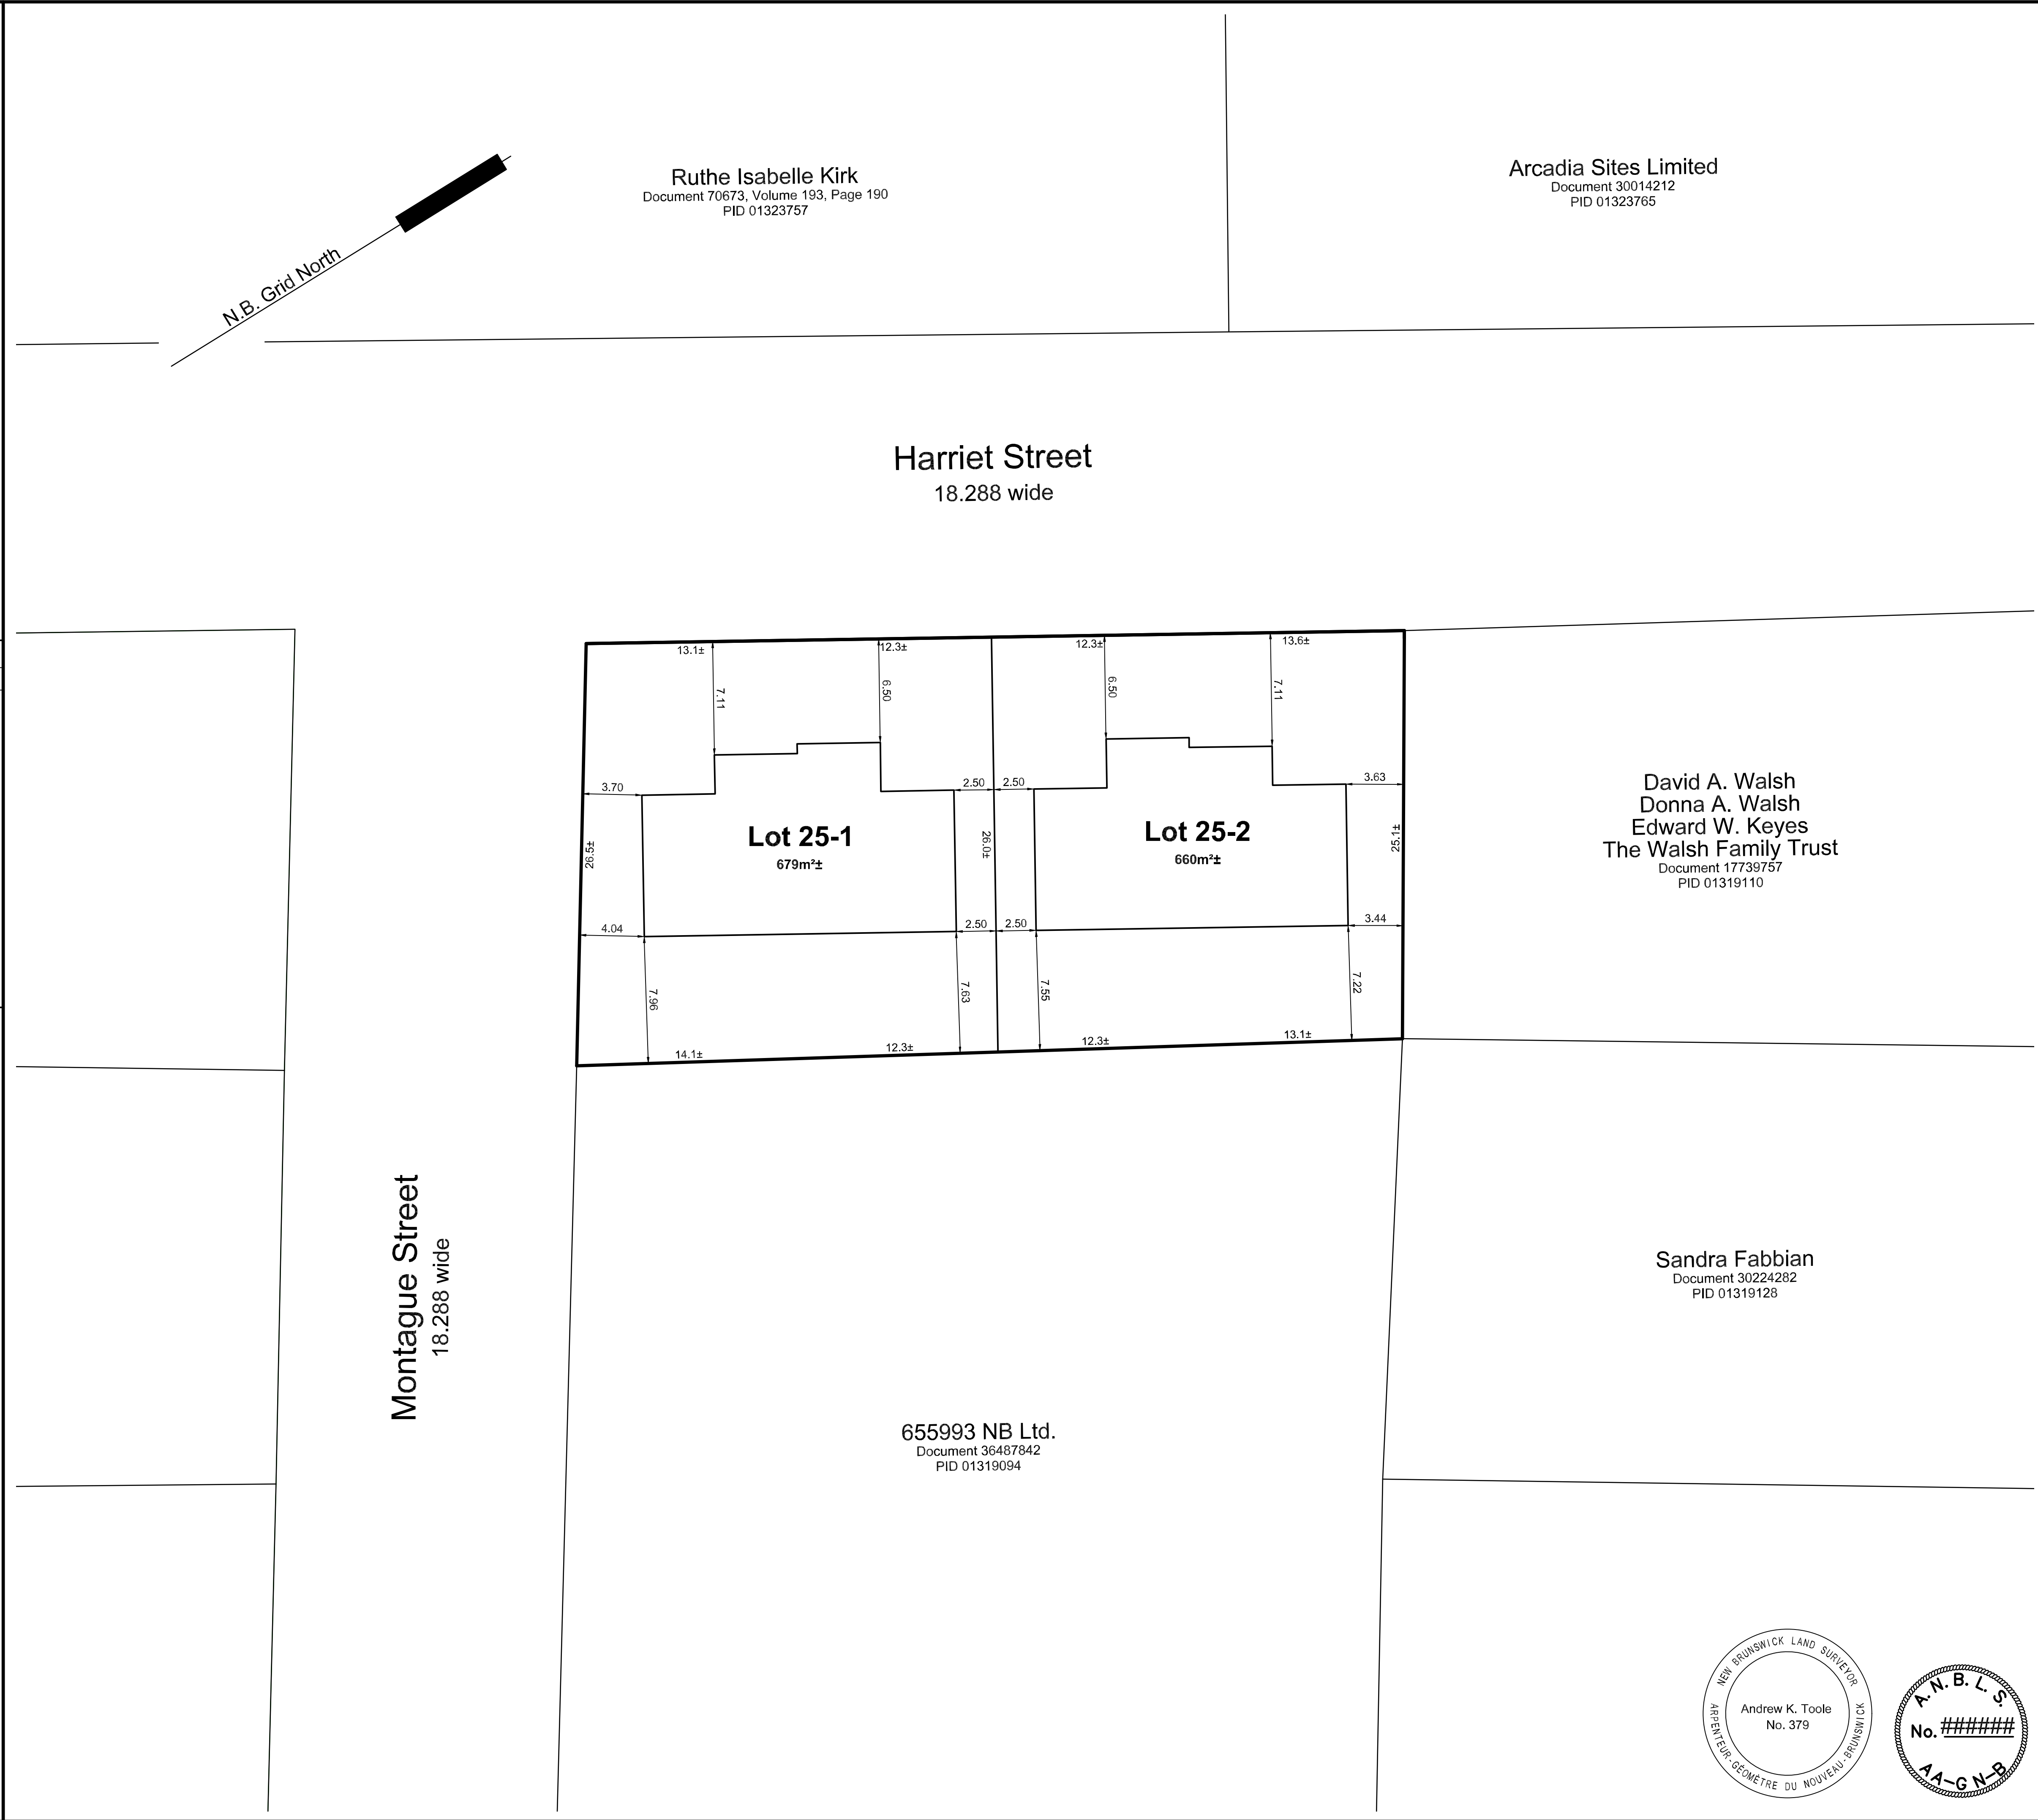 Ruthe Isabelle Kirk
Document 70673, Volume 193, Page 190
PID 01323757
Arcadia Sites Limited
Document 30014212
PID 01323765
N.B. Grid North
Harriet Street
18.288 wide
13.1±
12.3±
12.3±
13.6±
7.11
6.50
6.50
7.11
3.70
2.50
2.50
3.63
Lot 25-1
679m²±
Lot 25-2
660m²±
26.5±
26.0±
25.1±
4.04
2.50
2.50
3.44
7.96
7.63
7.55
7.22
14.1±
12.3±
12.3±
13.1±
David A. Walsh
Donna A. Walsh
Edward W. Keyes
The Walsh Family Trust
Document 17739757
PID 01319110
Montague Street
18.288 wide
Sandra Fabbian
Document 30224282
PID 01319128
655993 NB Ltd.
Document 36487842
PID 01319094
NEW BRUNSWICK LAND SURVEYOR
Andrew K. Toole
No. 379
ARPENTEUR-GÉOMÈTRE DU NOUVEAU-BRUNSWICK
A. N. B. L. S.
No. ######
AA-G N-B